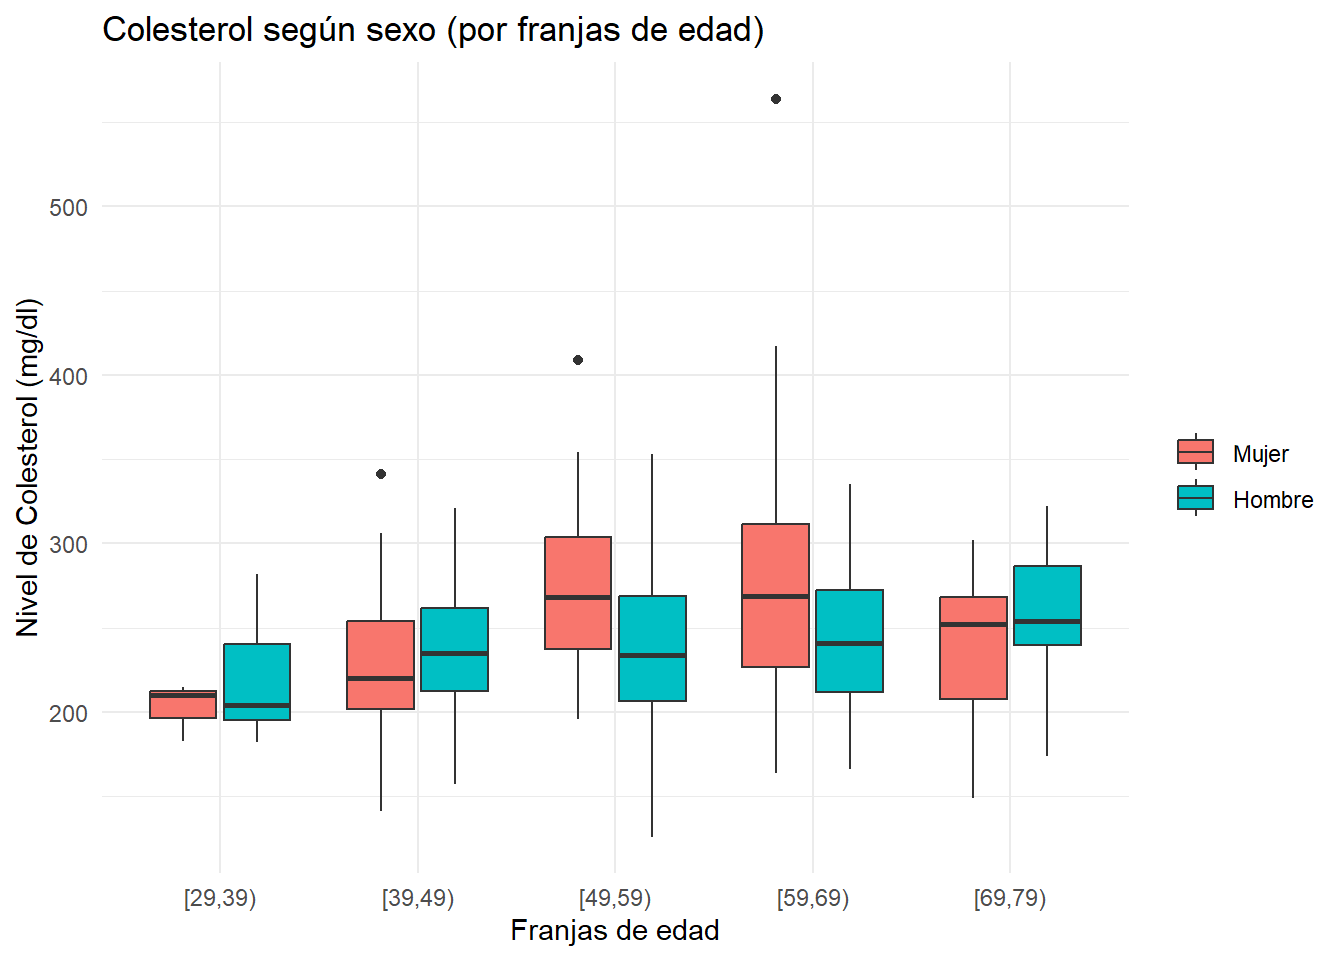 Colesterol según sexo (por franjas de edad)
Nivel de Colesterol (mg/dl)
500
400
300
200
[29,39)
[39,49)
[49,59)
[59,69)
[69,79)
Franjas de edad
Mujer
Hombre